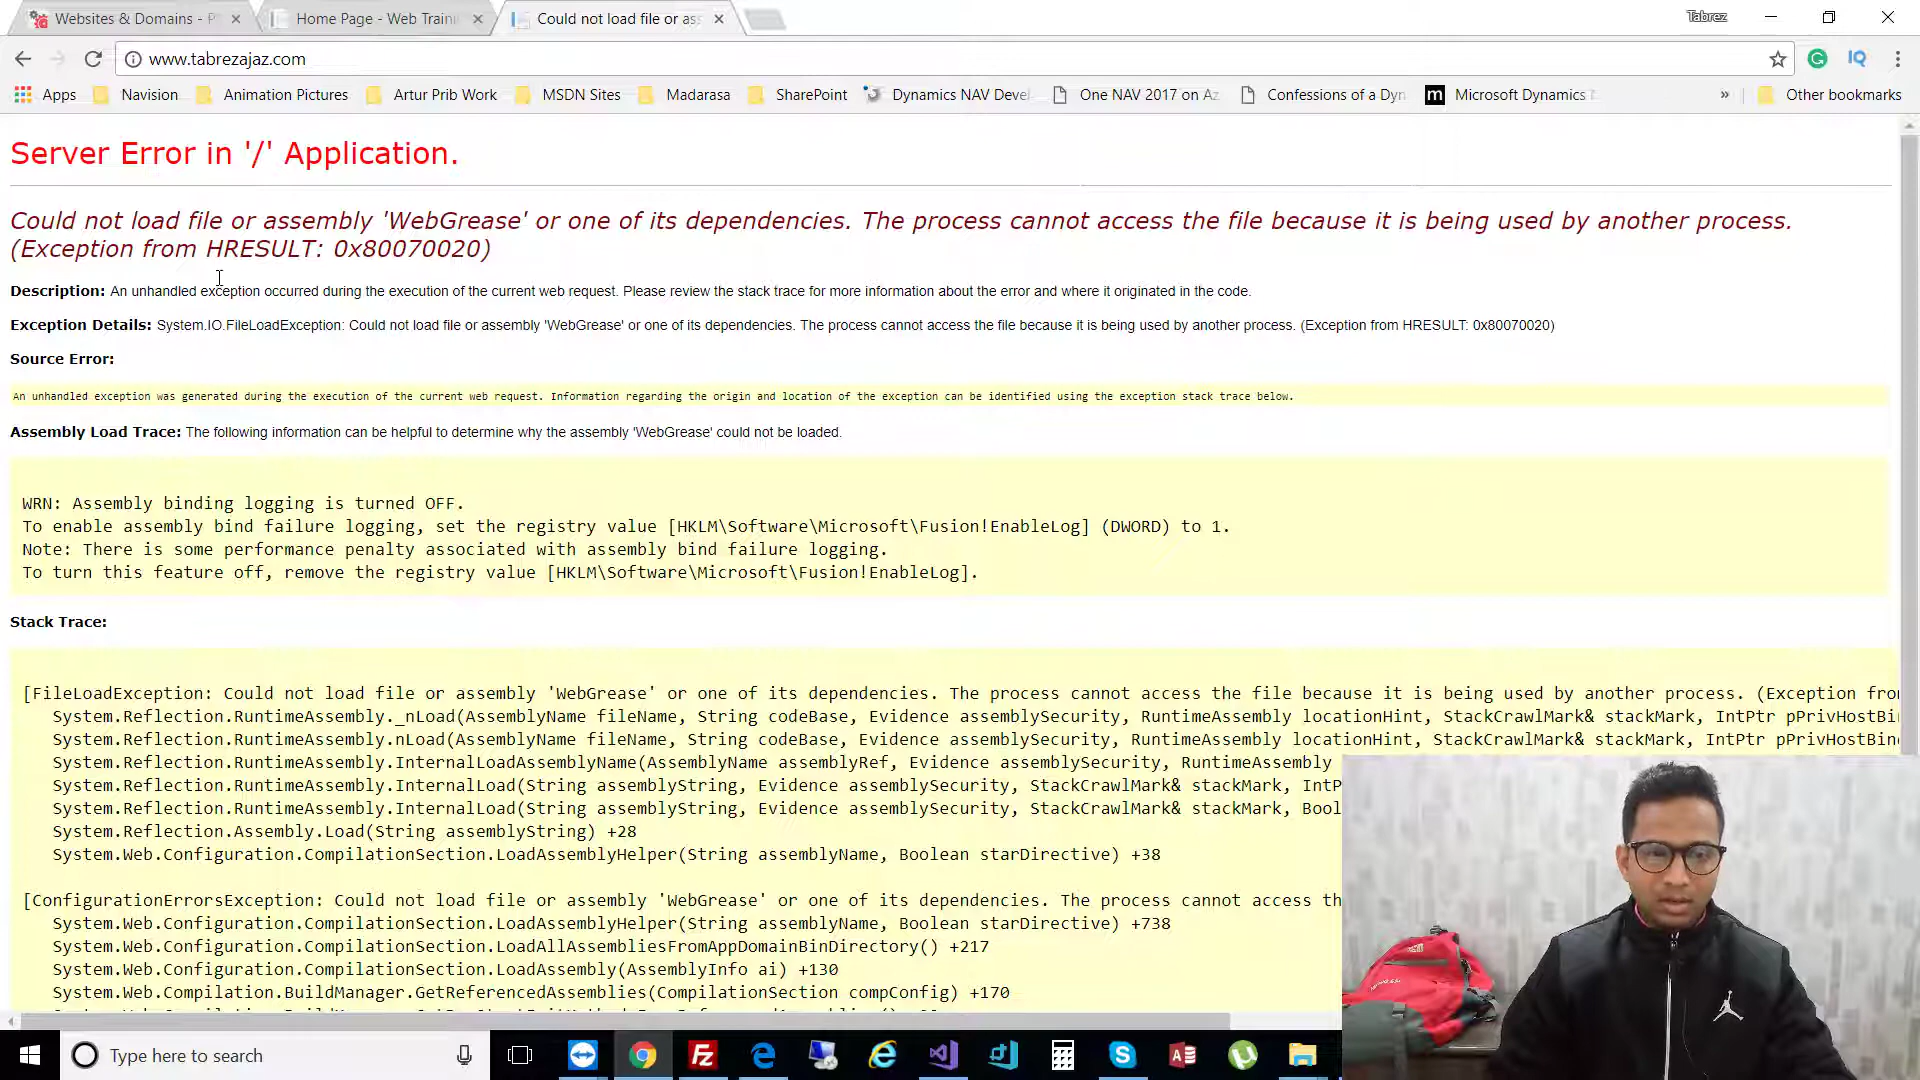 Websites & Domains - P
Home Page - Web Traini
Could not load file or ass
Tabrez
www.tabrezajaz.com
Apps
Navision
Animation Pictures
Artur Prib Work
MSDN Sites
Madarasa
SharePoint
Dynamics NAV Devel
One NAV 2017 on Az
Confessions of a Dyn
Microsoft Dynamics
Other bookmarks
Server Error in '/' Application.
Could not load file or assembly 'WebGrease' or one of its dependencies. The process cannot access the file because it is being used by another process.
(Exception from HRESULT: 0x80070020)
Description: An unhandled exception occurred during the execution of the current web request. Please review the stack trace for more information about the error and where it originated in the code.
Exception Details: System.IO.FileLoadException: Could not load file or assembly 'WebGrease' or one of its dependencies. The process cannot access the file because it is being used by another process. (Exception from HRESULT: 0x80070020)
Source Error:
An unhandled exception was generated during the execution of the current web request. Information regarding the origin and location of the exception can be identified using the exception stack trace below.
Assembly Load Trace: The following information can be helpful to determine why the assembly 'WebGrease' could not be loaded.
WRN: Assembly binding logging is turned OFF.
To enable assembly bind failure logging, set the registry value [HKLM\Software\Microsoft\Fusion!EnableLog] (DWORD) to 1.
Note: There is some performance penalty associated with assembly bind failure logging.
To turn this feature off, remove the registry value [HKLM\Software\Microsoft\Fusion!EnableLog].
Stack Trace:
[FileLoadException: Could not load file or assembly 'WebGrease' or one of its dependencies. The process cannot access the file because it is being used by another process. (Exception fro
System.Reflection.RuntimeAssembly._nLoad(AssemblyName fileName, String codeBase, Evidence assemblySecurity, RuntimeAssembly locationHint, StackCrawlMark& stackMark, IntPtr pPrivHostBin
System.Reflection.RuntimeAssembly.nLoad(AssemblyName fileName, String codeBase, Evidence assemblySecurity, RuntimeAssembly locationHint, StackCrawlMark& stackMark, IntPtr pPrivHostBind
System.Reflection.RuntimeAssembly.InternalLoadAssemblyName(AssemblyName assemblyRef, Evidence assemblySecurity, RuntimeAssembly
System.Reflection.RuntimeAssembly.InternalLoad(String assemblyString, Evidence assemblySecurity, StackCrawlMark& stackMark, IntP
System.Reflection.RuntimeAssembly.InternalLoad(String assemblyString, Evidence assemblySecurity, StackCrawlMark& stackMark, Bool
System.Reflection.Assembly.Load(String assemblyString) +28
System.Web.Configuration.CompilationSection.LoadAssemblyHelper(String assemblyName, Boolean starDirective) +38
[ConfigurationErrorsException: Could not load file or assembly 'WebGrease' or one of its dependencies. The process cannot access th
System.Web.Configuration.CompilationSection.LoadAssemblyHelper(String assemblyName, Boolean starDirective) +738
System.Web.Configuration.CompilationSection.LoadAllAssembliesFromAppDomainBinDirectory() +217
System.Web.Configuration.CompilationSection.LoadAssembly(AssemblyInfo ai) +130
System.Web.Compilation.BuildManager.GetReferencedAssemblies(CompilationSection compConfig) +170
Type here to search